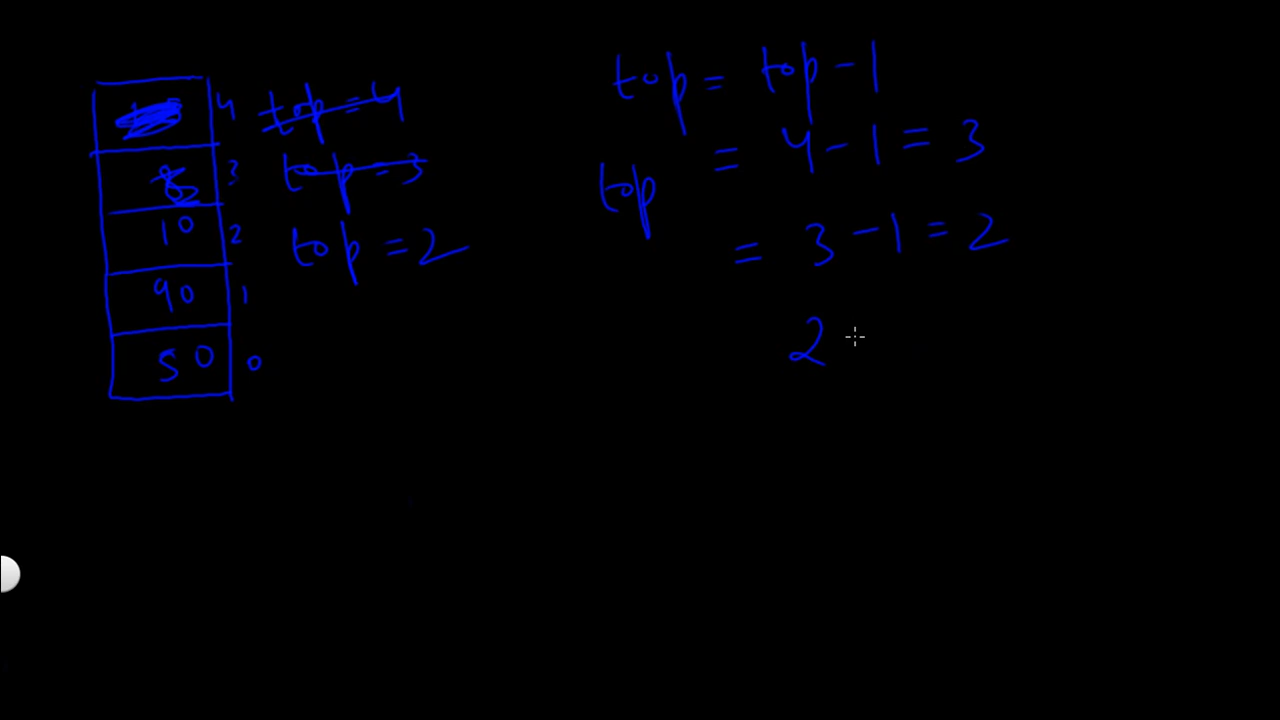 4 top = 4
8 3 top = 3
10 2 top = 2
90 1
50 0
top = top - 1
= 4 - 1 = 3
top
= 3 - 1 = 2
2